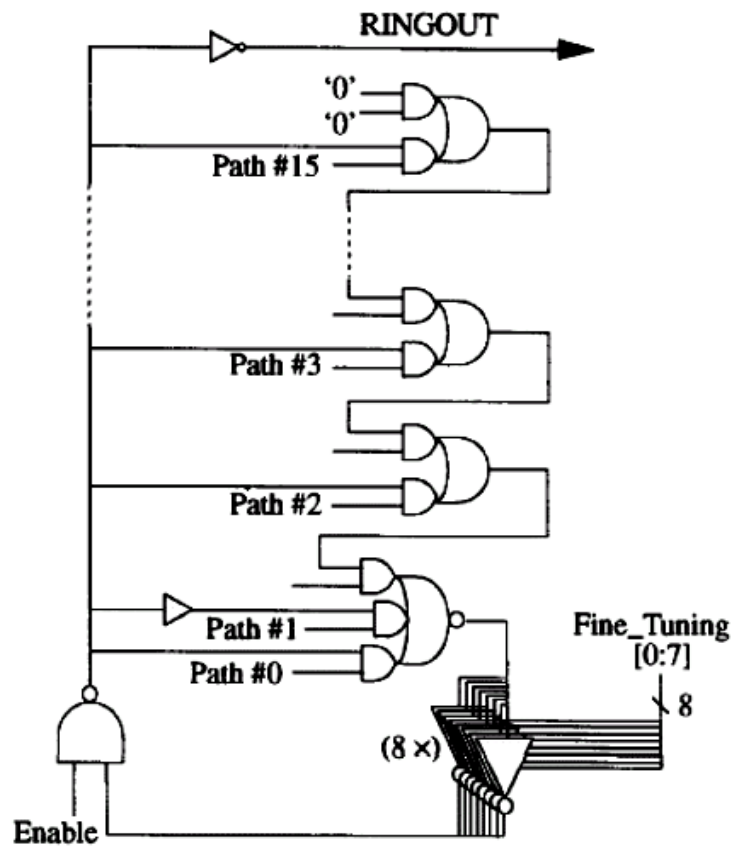 RINGOUT
‘0’
‘0’
Path #15
Path #3
Path #2
Path #1
Path #0
Fine_Tuning
[0:7]
8
(8 ×)
Enable